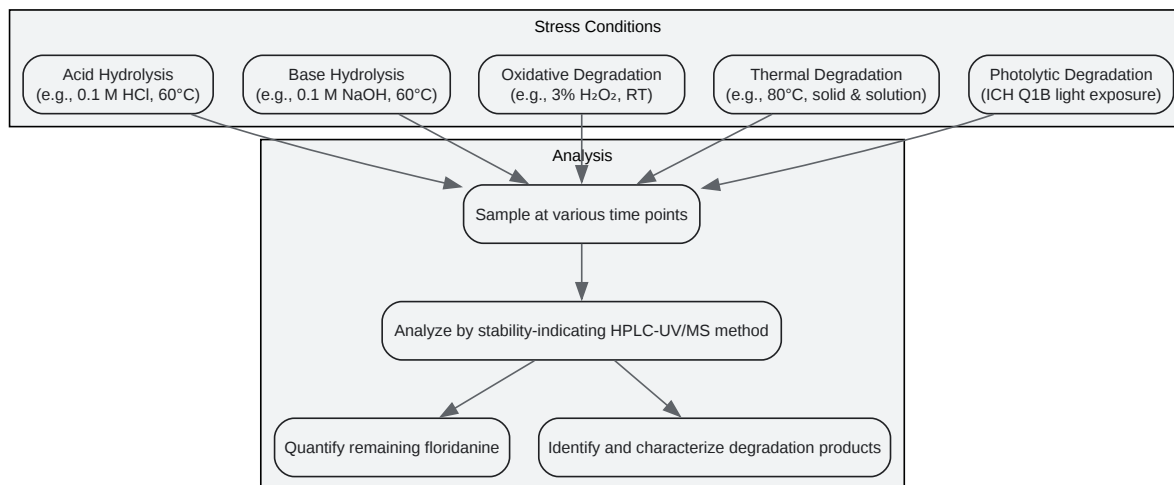 Stress Conditions
Acid Hydrolysis
(e.g., 0.1 M HCl, 60°C)
Base Hydrolysis
(e.g., 0.1 M NaOH, 60°C)
Oxidative Degradation
(e.g., 3% H₂O₂, RT)
Thermal Degradation
(e.g., 80°C, solid & solution)
Photolytic Degradation
(ICH Q1B light exposure)
Analysis
Sample at various time points
Analyze by stability-indicating HPLC-UV/MS method
Quantify remaining floridanine
Identify and characterize degradation products